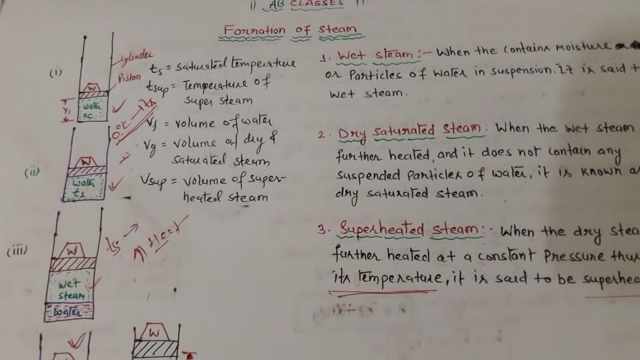 AB CLASSES
Formation of steam
(i)
cylinder
Piston
W
water
0°C
ts = saturated temperature
tsup = Temperature of
super steam
Vf = volume of water
Vg = volume of dry &
saturated steam
Vsup = volume of super-
heated steam
(ii)
W
water
ts
(iii)
W
wet
steam
water
W
W
1. Wet steam :- When the contains moisture
or Particles of water in suspension. It is said t
wet steam.
2. Dry saturated steam : When the wet steam
further heated, and it does not contain any
suspended particles of water, it is known a
dry saturated steam.
3. Superheated steam :- When the dry stea
further heated at a constant Pressure thus
its temperature, it is said to be superhea